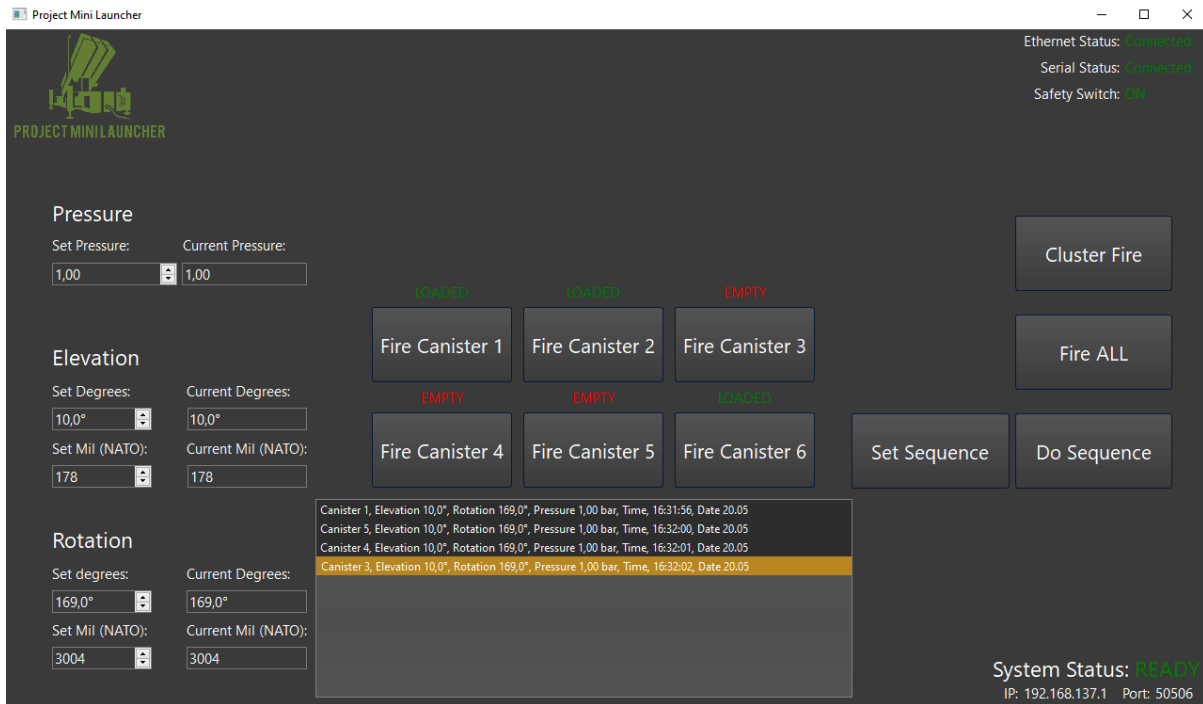 Project Mini Launcher
PROJECT MINI LAUNCHER
Ethernet Status: Connected
Serial Status: Connected
Safety Switch: ON
Pressure
Set Pressure: Current Pressure:
1,00 1,00
Elevation
Set Degrees: Current Degrees:
10,0° 10,0°
Set Mil (NATO): Current Mil (NATO):
178 178
Rotation
Set degrees: Current Degrees:
169,0° 169,0°
Set Mil (NATO): Current Mil (NATO):
3004 3004
LOADED LOADED EMPTY
Fire Canister 1 Fire Canister 2 Fire Canister 3
EMPTY EMPTY LOADED
Fire Canister 4 Fire Canister 5 Fire Canister 6
Cluster Fire
Fire ALL
Set Sequence Do Sequence
Canister 1, Elevation 10,0°, Rotation 169,0°, Pressure 1,00 bar, Time, 16:31:56, Date 20.05
Canister 5, Elevation 10,0°, Rotation 169,0°, Pressure 1,00 bar, Time, 16:32:00, Date 20.05
Canister 4, Elevation 10,0°, Rotation 169,0°, Pressure 1,00 bar, Time, 16:32:01, Date 20.05
Canister 3, Elevation 10,0°, Rotation 169,0°, Pressure 1,00 bar, Time, 16:32:02, Date 20.05
System Status: READY
IP: 192.168.137.1 Port: 50506